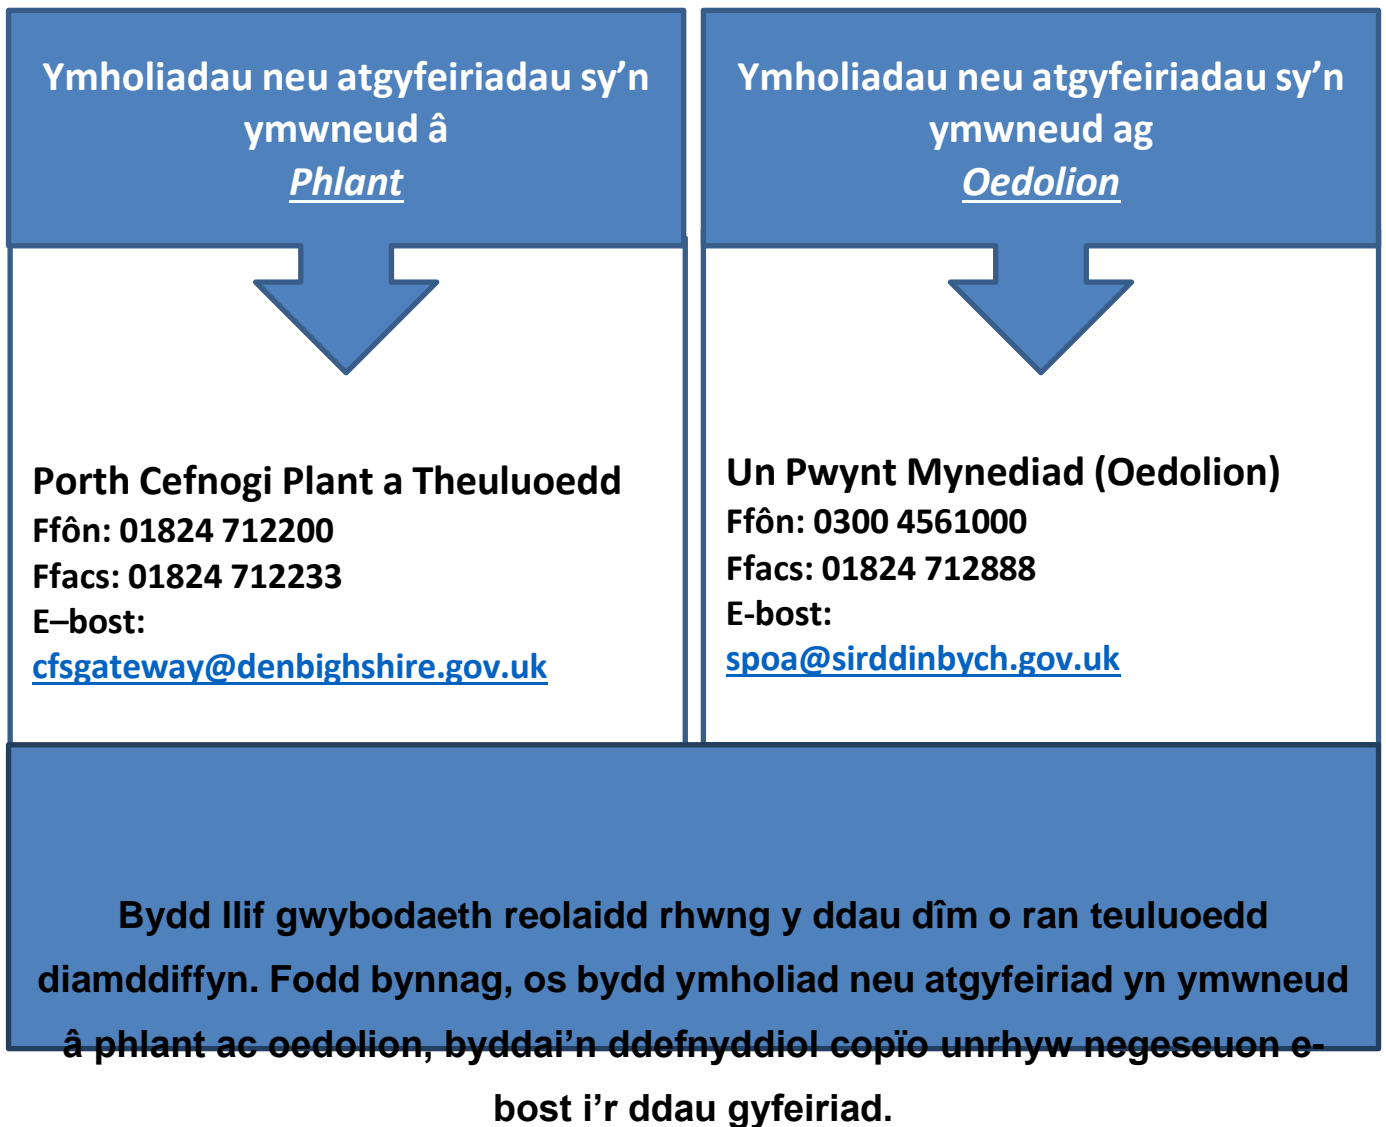 Ymholiadau neu atgyfeiriadau sy’n
ymwneud â
Phlant
Porth Cefnogi Plant a Theuluoedd
Ffôn: 01824 712200
Ffacs: 01824 712233
E–bost:
cfsgateway@denbighshire.gov.uk
Ymholiadau neu atgyfeiriadau sy’n
ymwneud ag
Oedolion
Un Pwynt Mynediad (Oedolion)
Ffôn: 0300 4561000
Ffacs: 01824 712888
E-bost:
spoa@sirddinbych.gov.uk
Bydd llif gwybodaeth reolaidd rhwng y ddau dîm o ran teuluoedd
diamddiffyn. Fodd bynnag, os bydd ymholiad neu atgyfeiriad yn ymwneud
â phlant ac oedolion, byddai’n ddefnyddiol copïo unrhyw negeseuon e-
bost i’r ddau gyfeiriad.